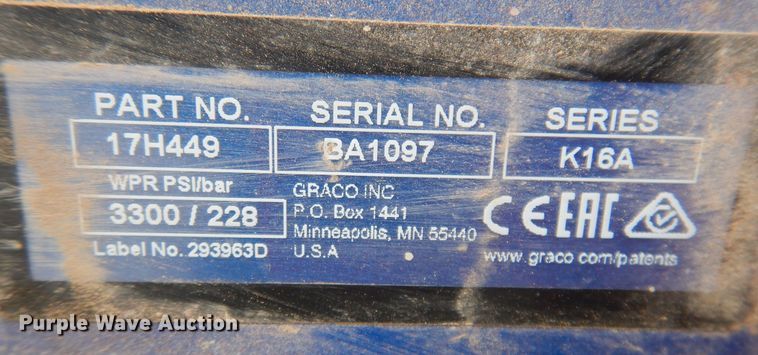 PART NO. SERIAL NO. SERIES
17H449 BA1097 K16A
WPR PSI/bar
3300 / 228
Label No. 293963D
GRACO INC
P.O. Box 1441
Minneapolis, MN 55440
U.S.A
CE EAC
www.graco.com/patents
Purple Wave Auction